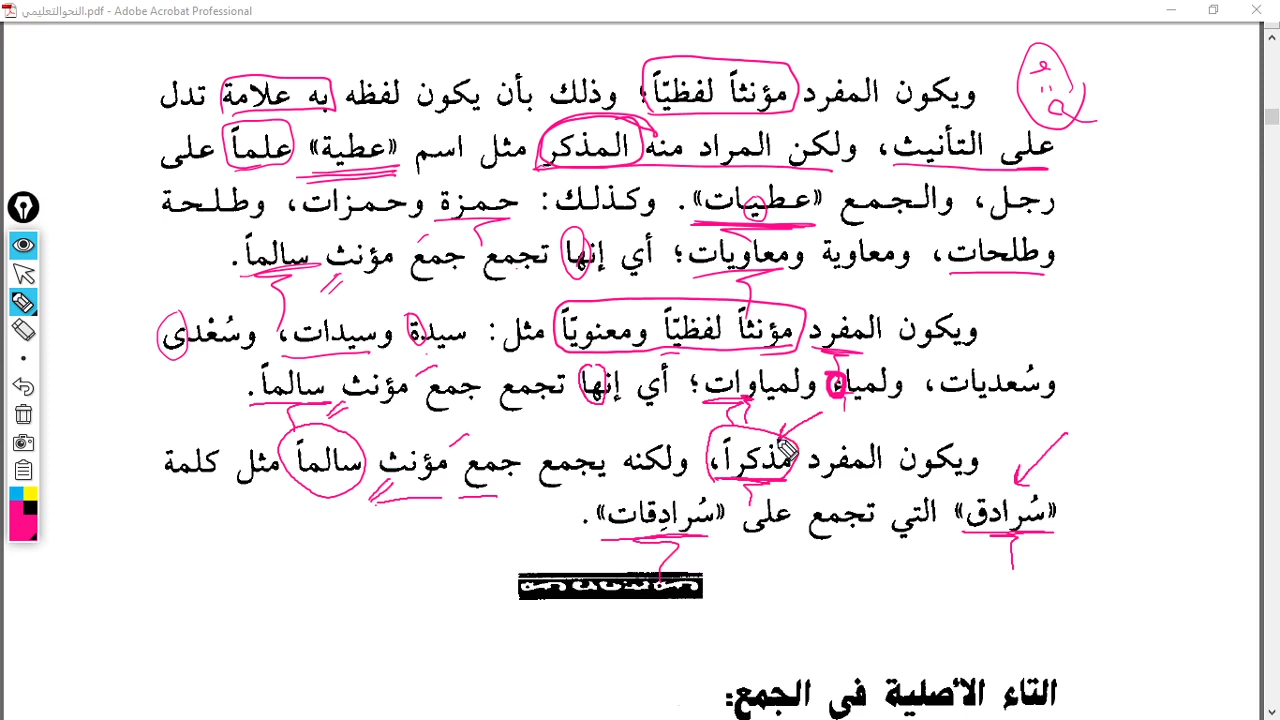 النحوالتعليمي.pdf - Adobe Acrobat Professional
ويكون المفرد مؤنثاً لفظيّاً؛ وذلك بأن يكون لفظه به علامة تدل
على التأنيث، ولكن المراد منه المذكر مثل اسم «عطية» علماً على
رجل، والجمع «عطيات». وكذلك: حمزة وحمزات، وطلحة
وطلحات، ومعاوية ومعاويات؛ أي إنها تجمع جمعَ مؤنث سالماً.
ويكون المفرد مؤنثاً لفظيّاً ومعنويّاً مثل: سيدة وسيدات، وسُعْدى
وسُعديات، ولمياء ولمياوات؛ أي إنها تجمع جمع مؤنث سالماً.
ويكون المفرد مذكراً، ولكنه يجمع جمع مؤنث سالماً مثل كلمة
«سُرادق» التي تجمع على «سُرادِقات».
التاء الأصلية في الجمع: